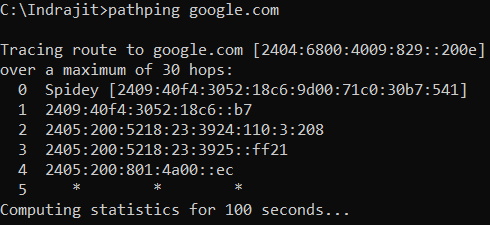 C:\Indrajit>pathping google.com
Tracing route to google.com [2404:6800:4009:829::200e]
over a maximum of 30 hops:
0 Spidey [2409:40f4:3052:18c6:9d00:71c0:30b7:541]
1 2409:40f4:3052:18c6::b7
2 2405:200:5218:23:3924:110:3:208
3 2405:200:5218:23:3925::ff21
4 2405:200:801:4a00::ec
5 * * *
Computing statistics for 100 seconds...